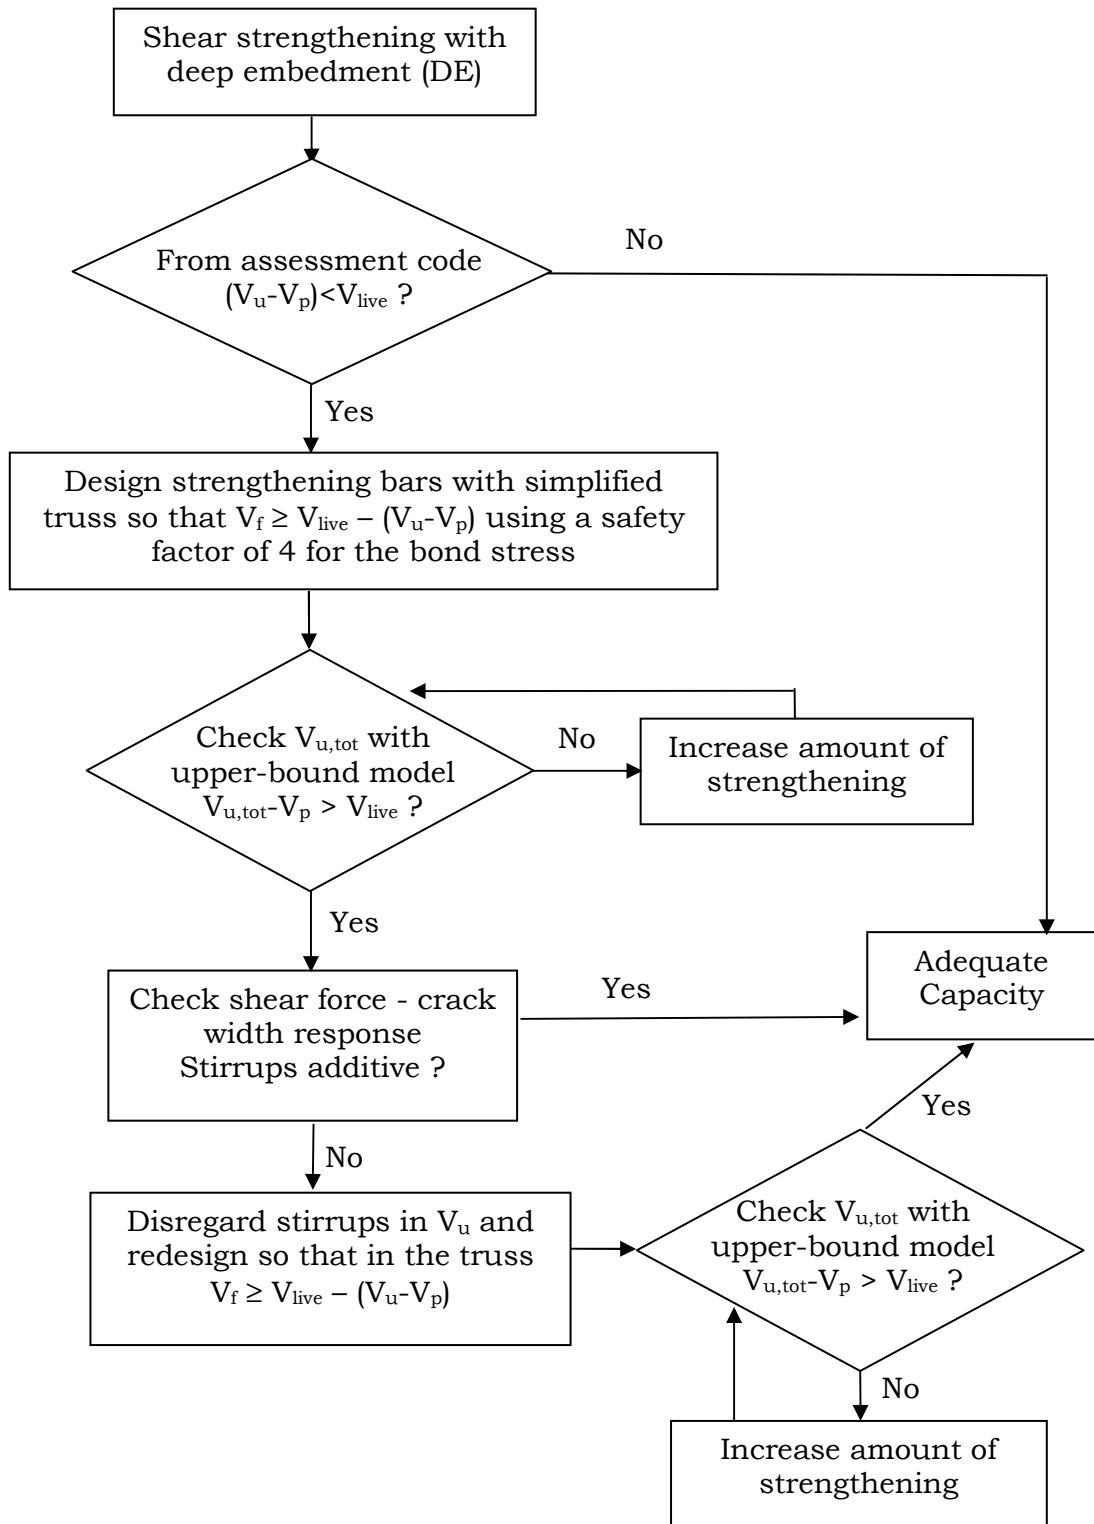 Shear strengthening with
deep embedment (DE)
No
From assessment code
(Vu-Vp)<Vlive ?
Yes
Design strengthening bars with simplified
truss so that Vf ≥ Vlive – (Vu-Vp) using a safety
factor of 4 for the bond stress
Check Vu,tot with
upper-bound model
Vu,tot-Vp > Vlive ?
No
Increase amount of
strengthening
Yes
Check shear force - crack
width response
Stirrups additive ?
Yes
Adequate
Capacity
No
Yes
Disregard stirrups in Vu and
redesign so that in the truss
Vf ≥ Vlive – (Vu-Vp)
Check Vu,tot with
upper-bound model
Vu,tot-Vp > Vlive ?
No
Increase amount of
strengthening